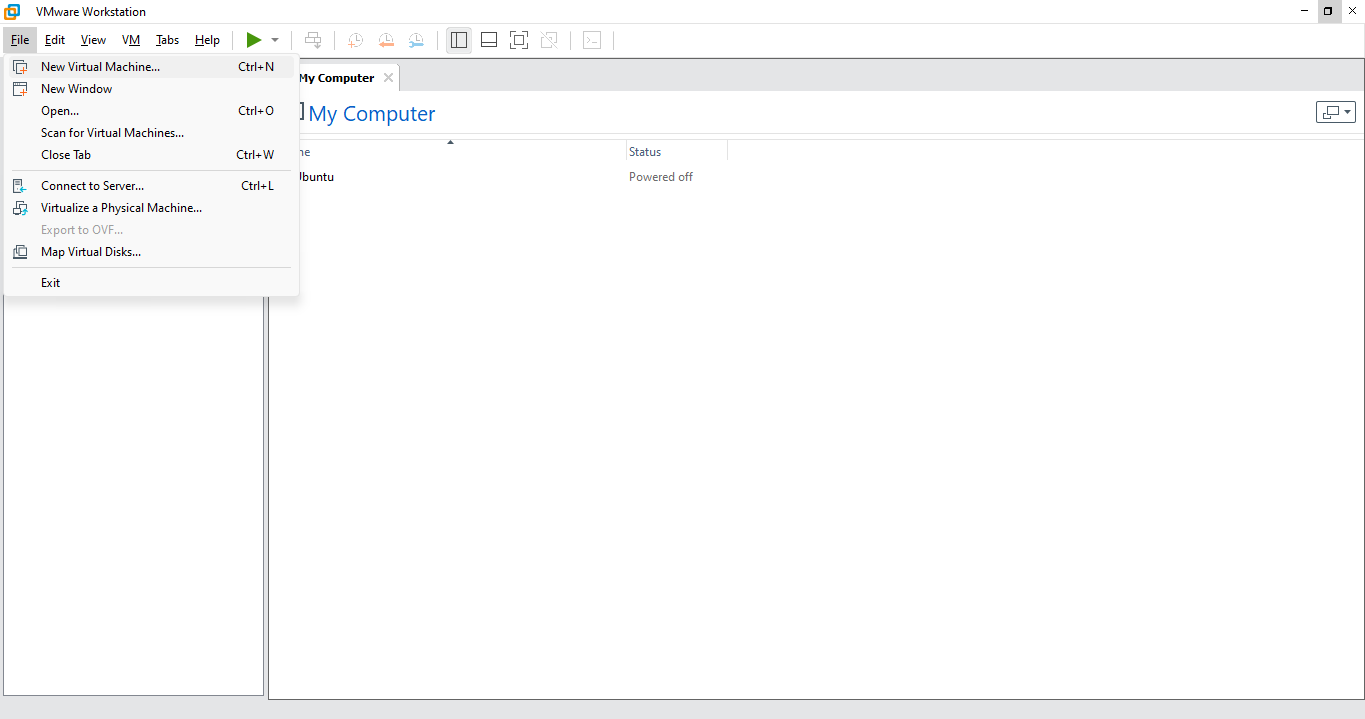 VMware Workstation
File Edit View VM Tabs Help
New Virtual Machine... Ctrl+N
New Window
Open... Ctrl+O
Scan for Virtual Machines...
Close Tab Ctrl+W
Connect to Server... Ctrl+L
Virtualize a Physical Machine...
Export to OVF...
Map Virtual Disks...
Exit
My Computer
My Computer
Status
Ubuntu Powered off